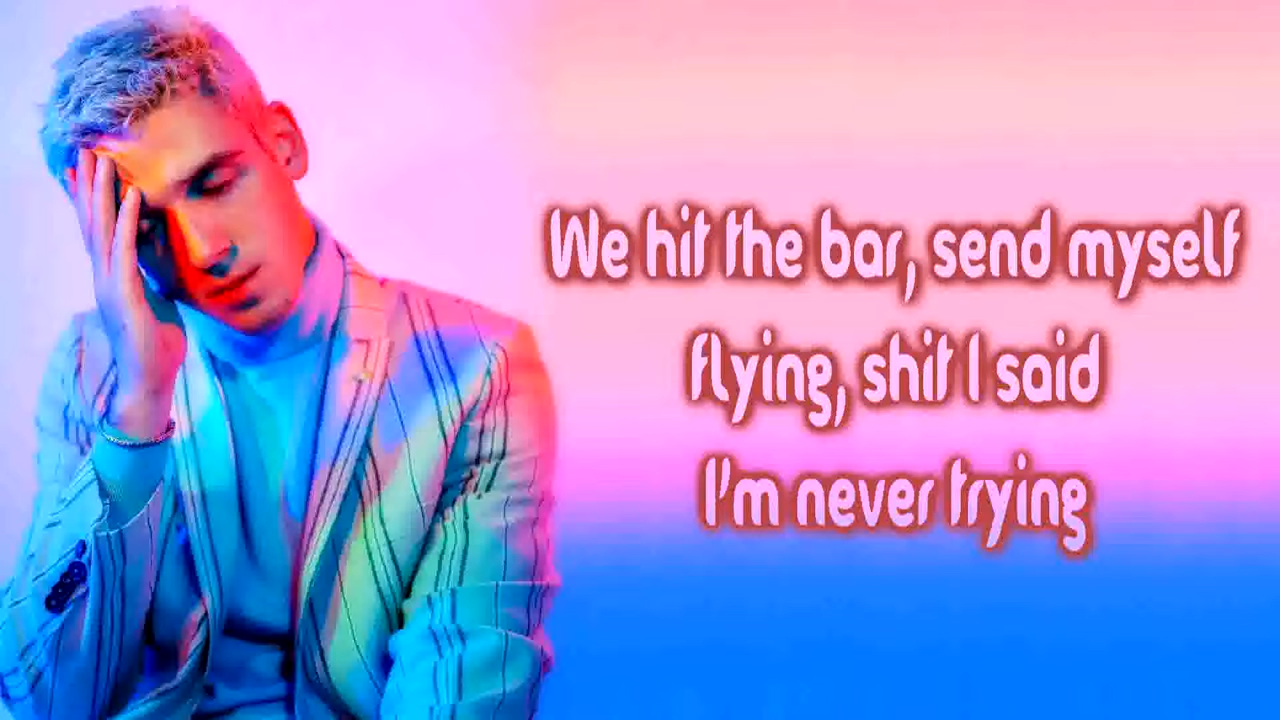 We hit the bar, send myself
flying, shit I said
I'm never trying